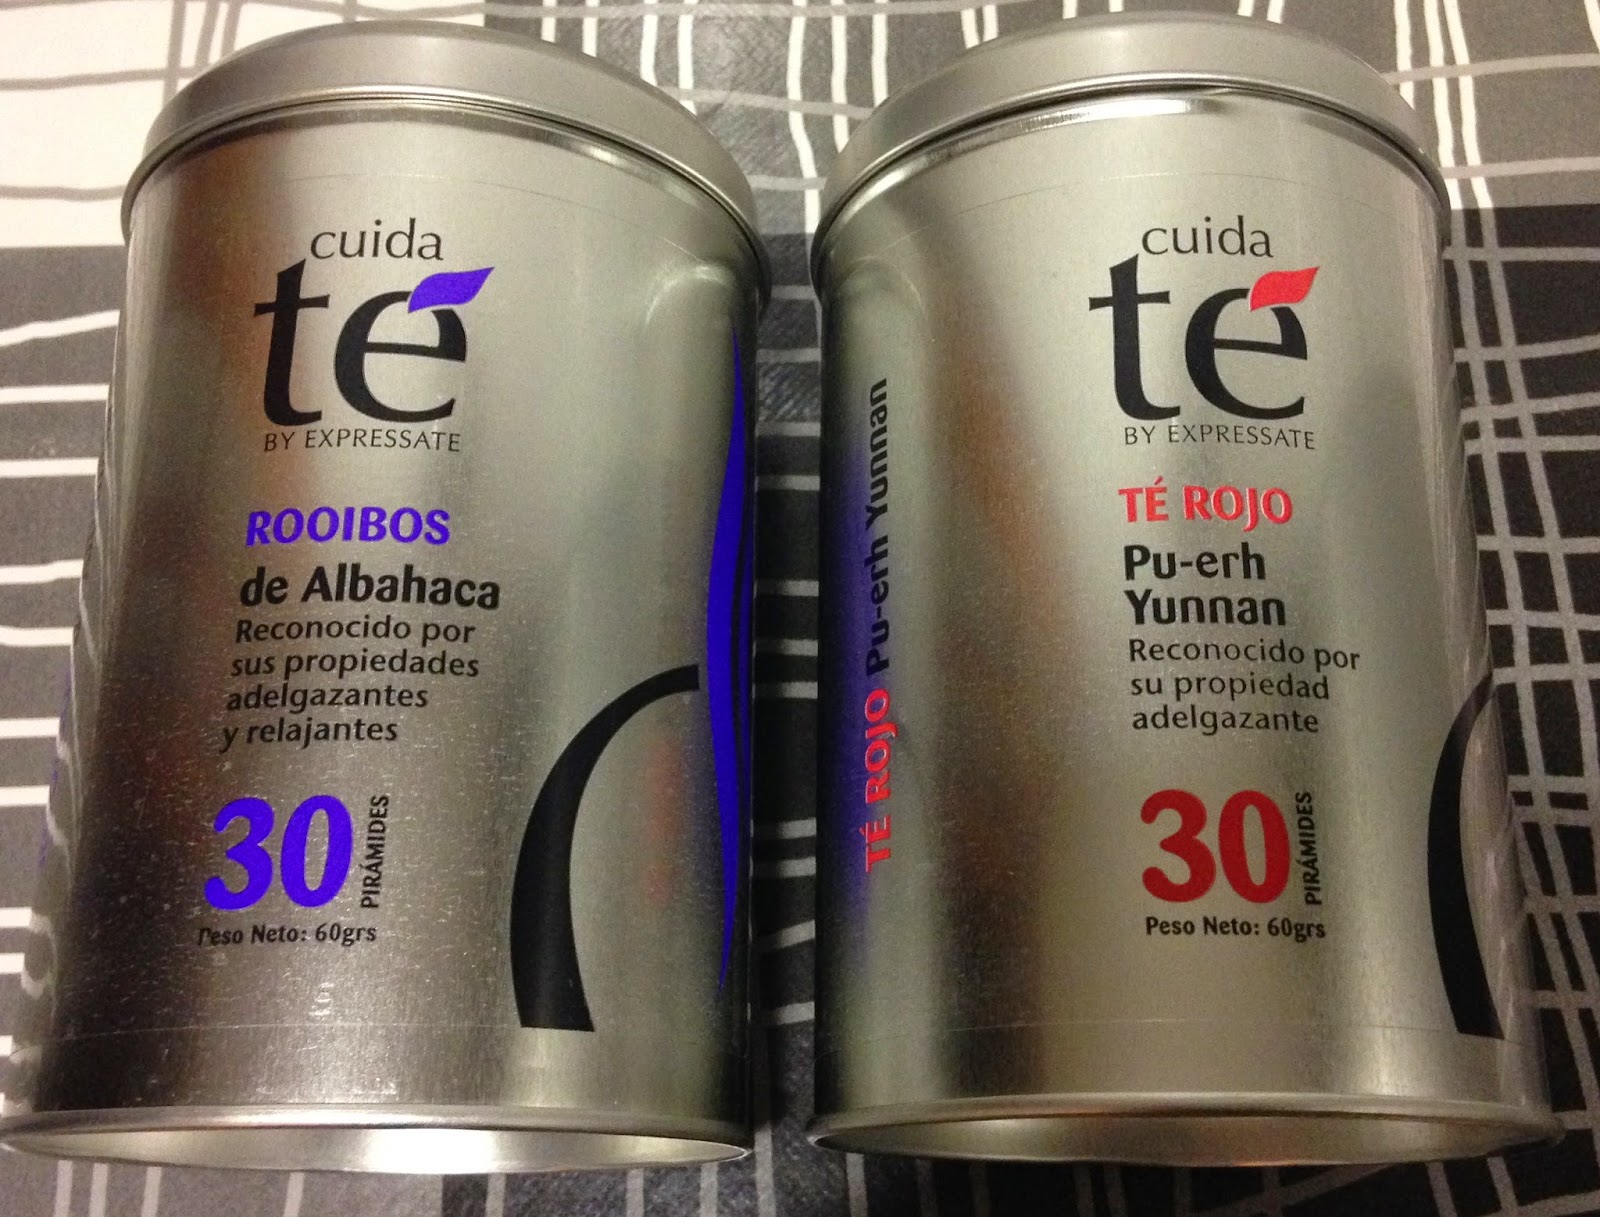 cuida
té
BY EXPRESSATE
ROOIBOS
de Albahaca
Reconocido por
sus propiedades
adelgazantes
y relajantes
30
PIRÁMIDES
Peso Neto: 60grs
TÉ ROJO Pu-erh Yunnan
cuida
té
BY EXPRESSATE
TÉ ROJO
Pu-erh
Yunnan
Reconocido por
su propiedad
adelgazante
30
PIRÁMIDES
Peso Neto: 60grs